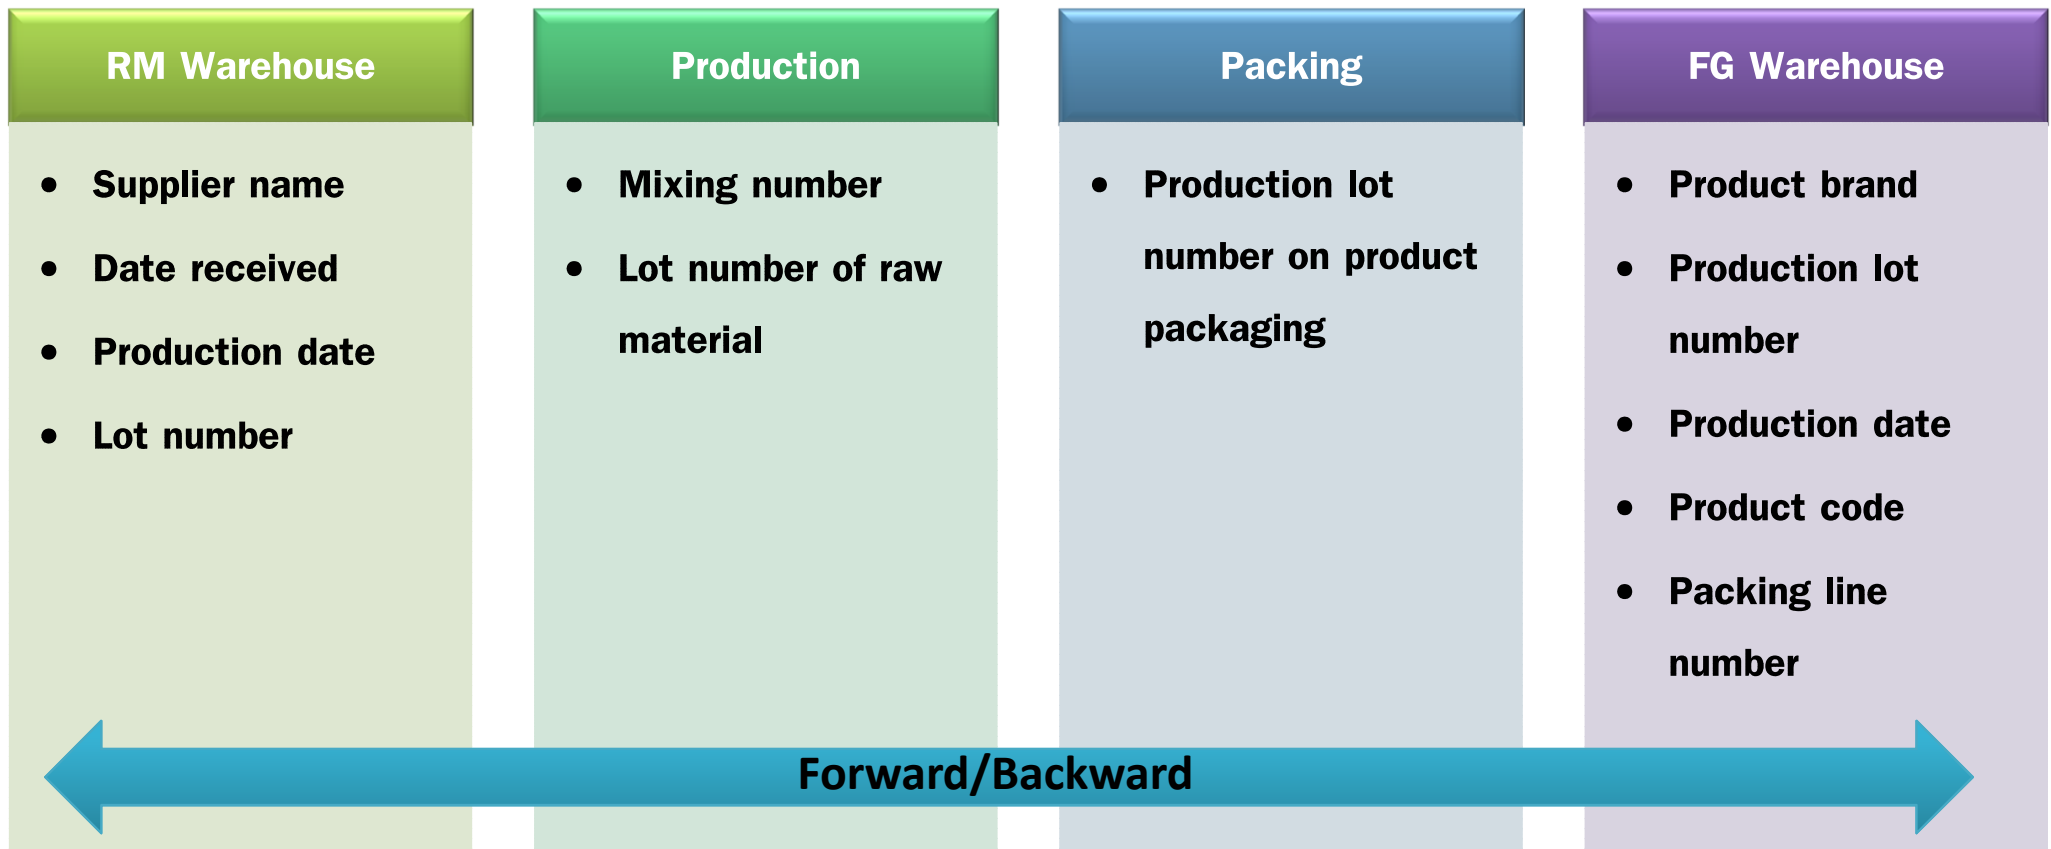 RM Warehouse
• Supplier name
• Date received
• Production date
• Lot number
Production
• Mixing number
• Lot number of raw
material
Packing
• Production lot
number on product
packaging
FG Warehouse
• Product brand
• Production lot
number
• Production date
• Product code
• Packing line
number
Forward/Backward